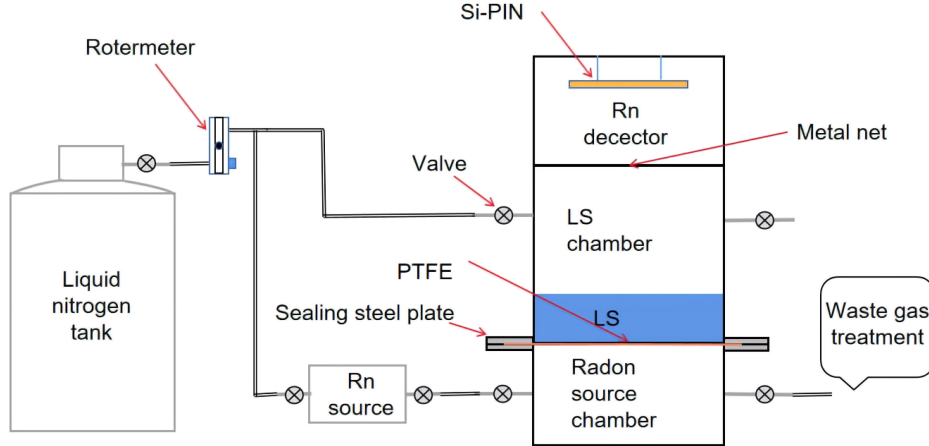 Si-PIN
Rotermeter
Rn
decector
Metal net
Valve
LS
chamber
Liquid
nitrogen
tank
PTFE
Sealing steel plate
LS
Waste gas
treatment
Rn
source
Radon
source
chamber